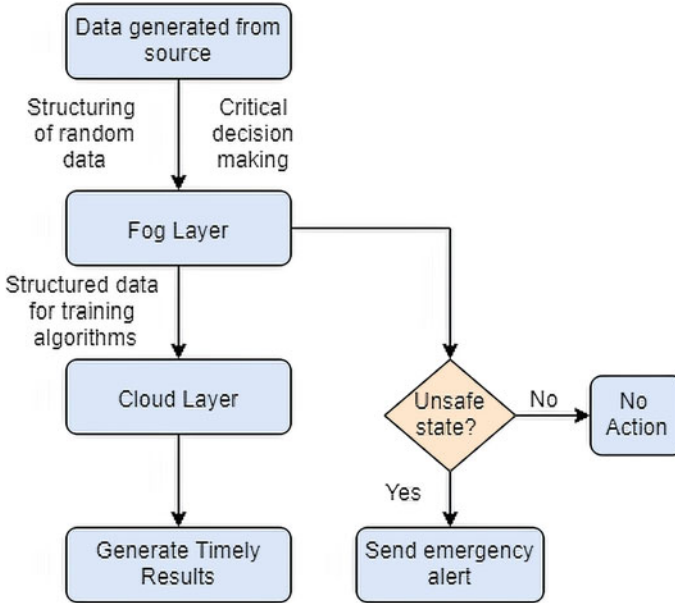 Data generated from
source
Structuring
of random
data
Critical
decision
making
Fog Layer
Structured data
for training
algorithms
Cloud Layer
Unsafe
state?
No
No
Action
Yes
Generate Timely
Results
Send emergency
alert